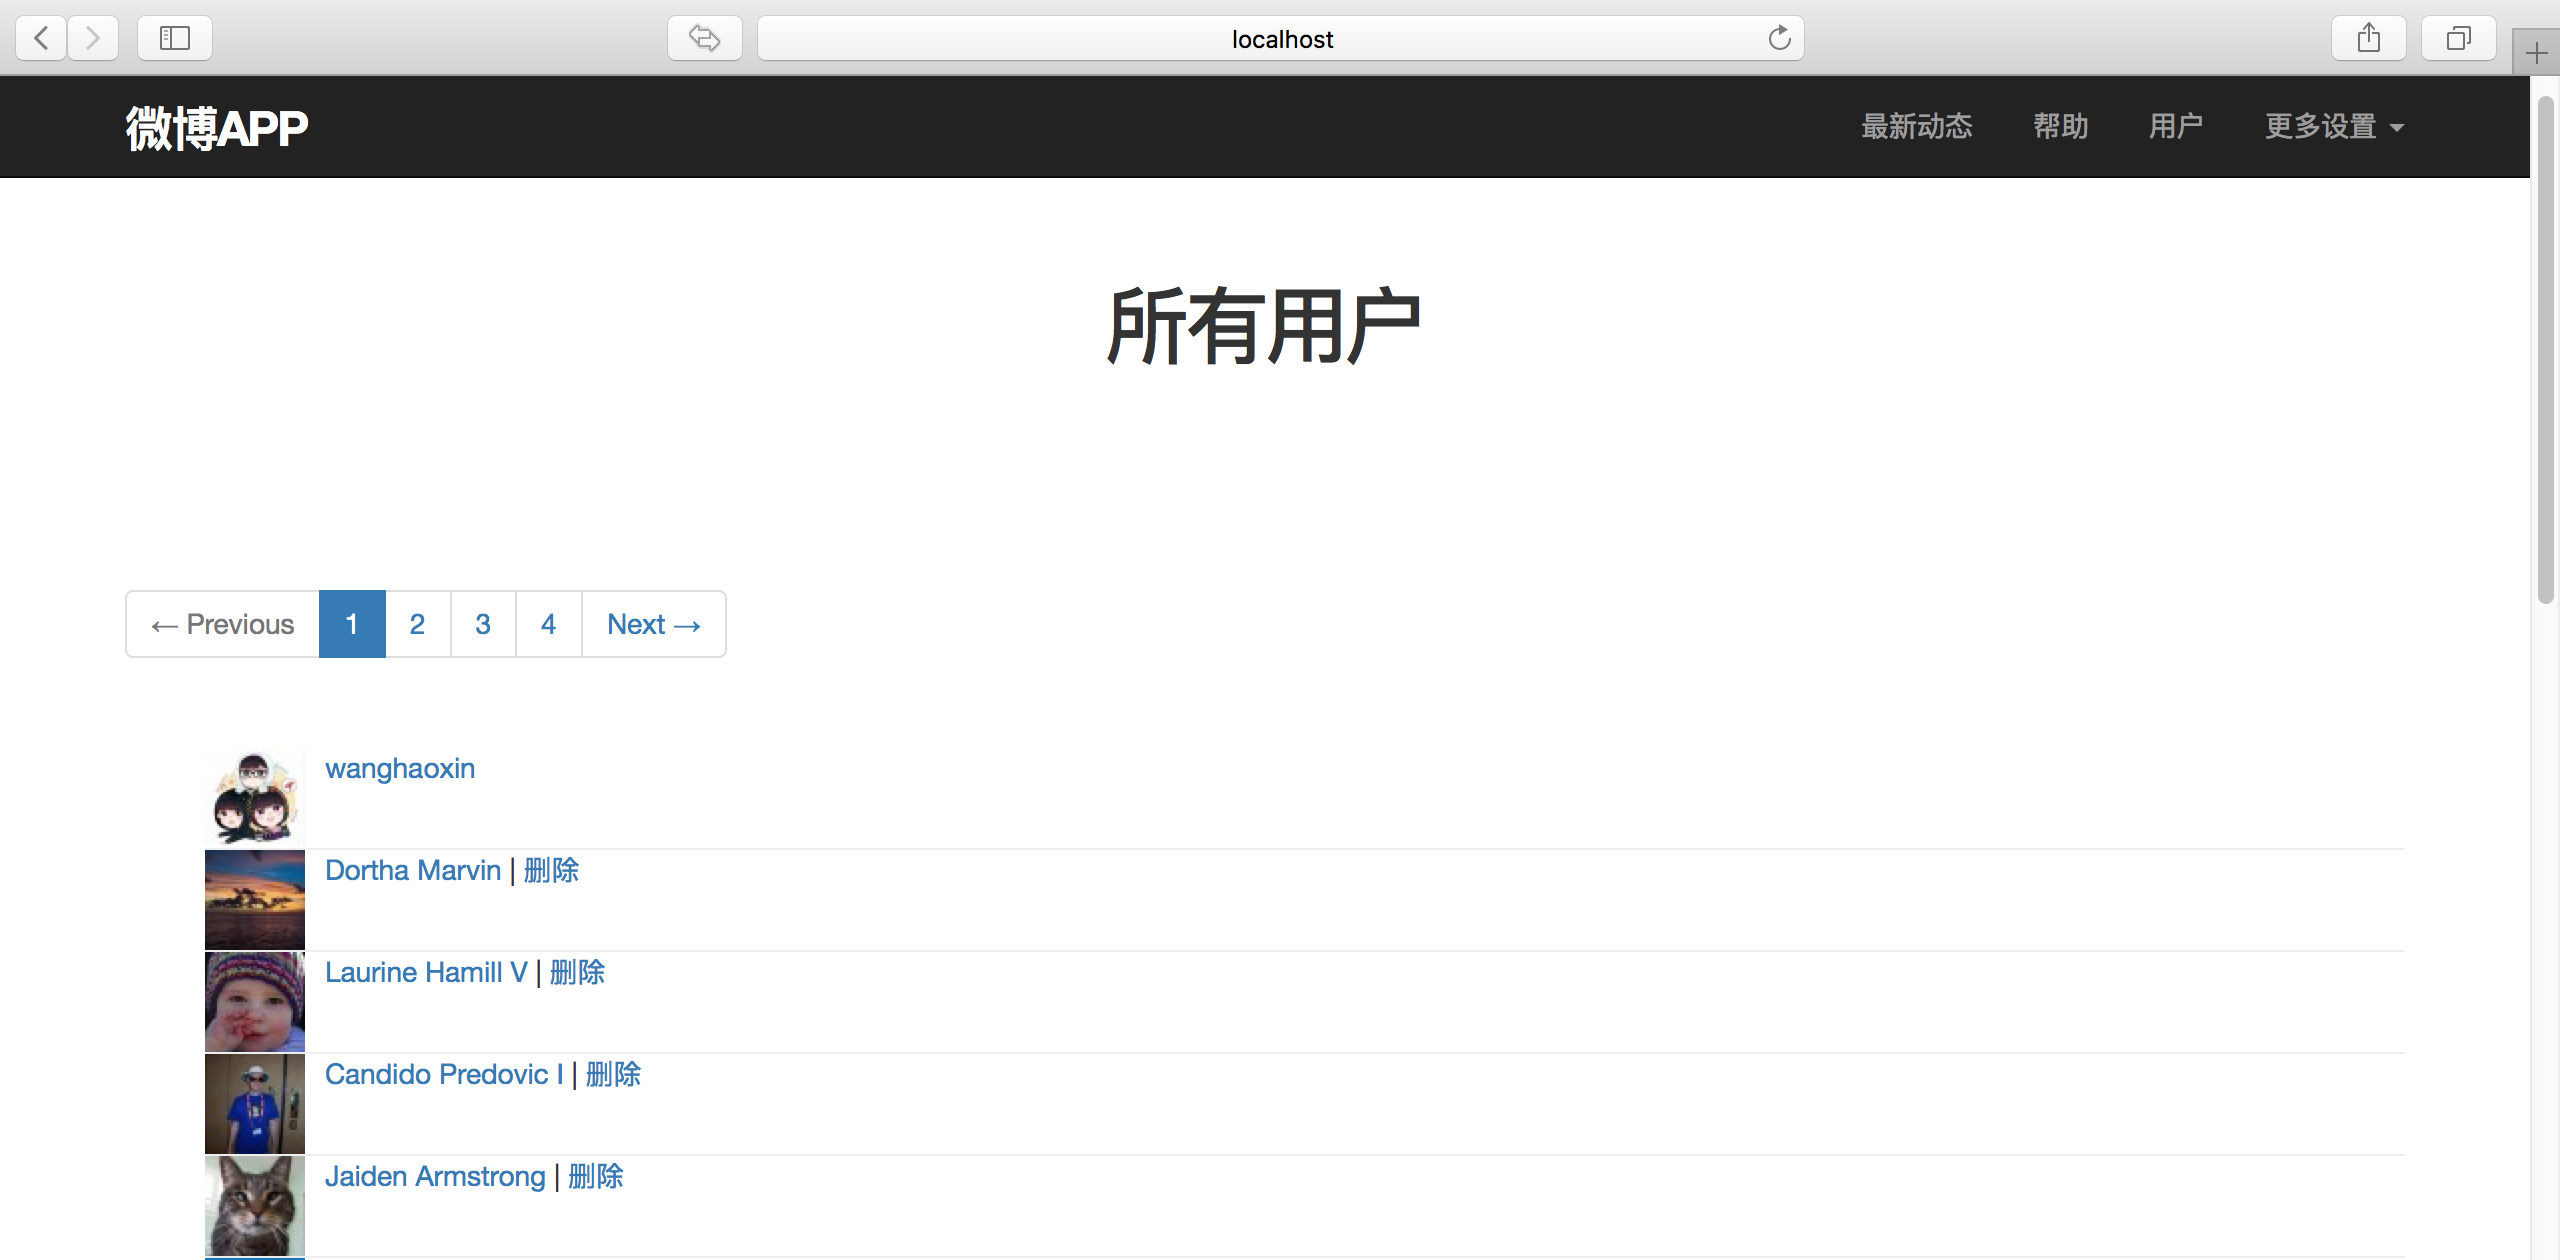 localhost
微博APP 最新动态 帮助 用户 更多设置
所有用户
← Previous 1 2 3 4 Next →
wanghaoxin
Dortha Marvin | 删除
Laurine Hamill V | 删除
Candido Predovic I | 删除
Jaiden Armstrong | 删除